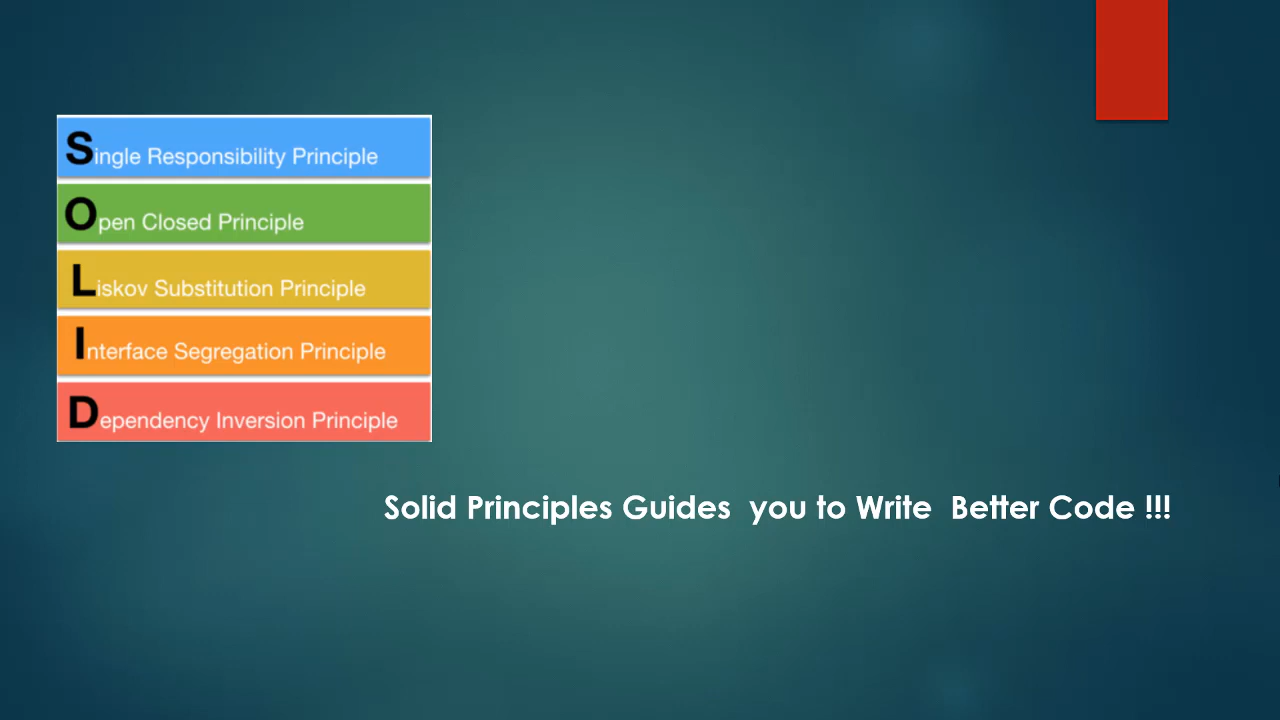 Single Responsibility Principle
Open Closed Principle
Liskov Substitution Principle
Interface Segregation Principle
Dependency Inversion Principle
Solid Principles Guides  you to Write  Better Code !!!